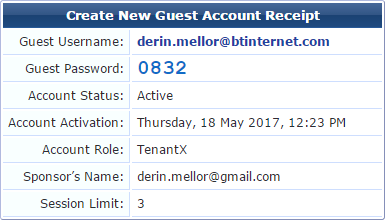 Create New Guest Account Receipt
Guest Username: derin.mellor@btinternet.com
Guest Password: 0832
Account Status: Active
Account Activation: Thursday, 18 May 2017, 12:23 PM
Account Role: TenantX
Sponsor's Name: derin.mellor@gmail.com
Session Limit: 3